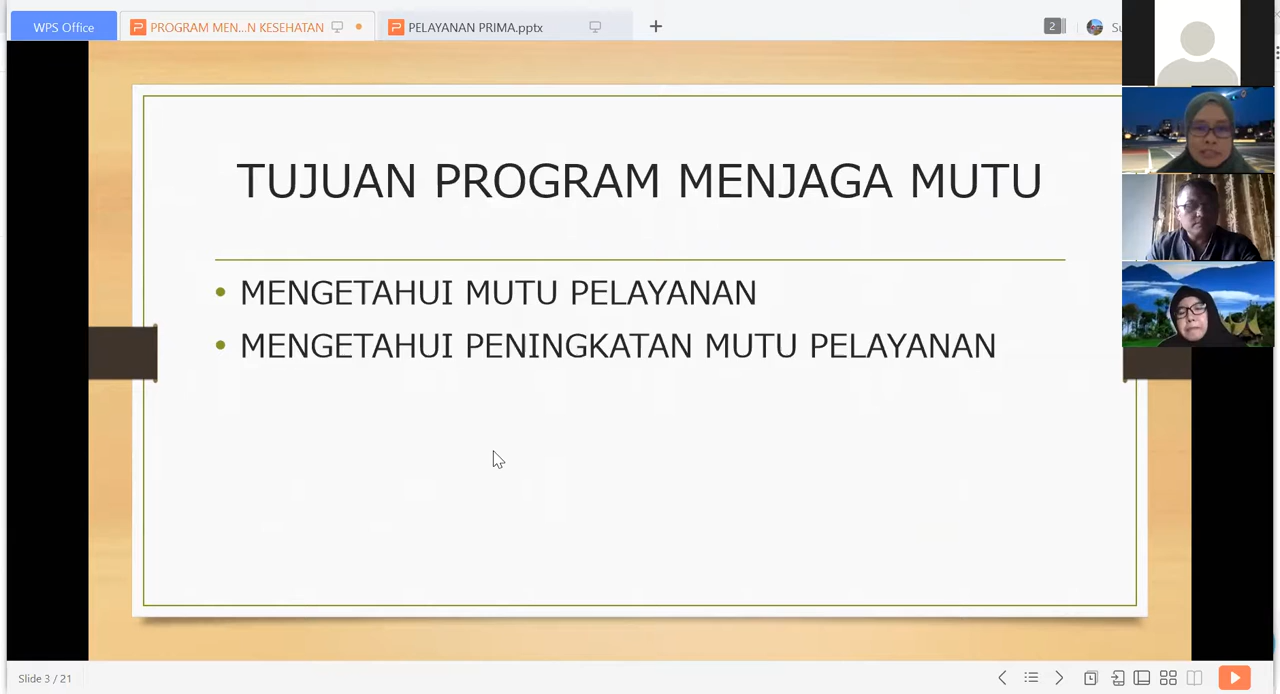 WPS Office
PROGRAM MEN...N KESEHATAN
PELAYANAN PRIMA.pptx
2
TUJUAN PROGRAM MENJAGA MUTU
• MENGETAHUI MUTU PELAYANAN
• MENGETAHUI PENINGKATAN MUTU PELAYANAN
Slide 3 / 21